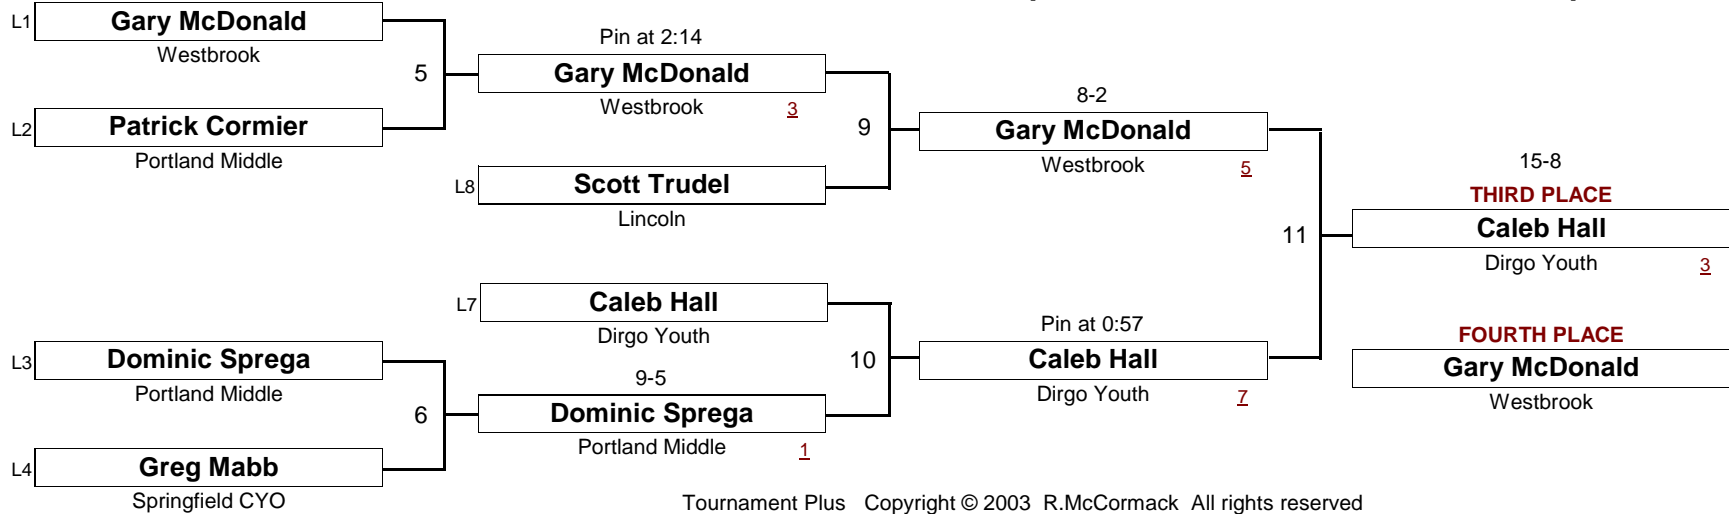 L1
Gary McDonald
Westbrook
5
L2
Patrick Cormier
Portland Middle
Pin at 2:14
Gary McDonald
Westbrook 3
9
L8
Scott Trudel
Lincoln
8-2
Gary McDonald
Westbrook 5
11
15-8
THIRD PLACE
Caleb Hall
Dirgo Youth 3
L7
Caleb Hall
Dirgo Youth
10
L3
Dominic Sprega
Portland Middle
6
L4
Greg Mabb
Springfield CYO
9-5
Dominic Sprega
Portland Middle 1
Pin at 0:57
Caleb Hall
Dirgo Youth 7
FOURTH PLACE
Gary McDonald
Westbrook
Tournament Plus Copyright © 2003 R.McCormack All rights reserved